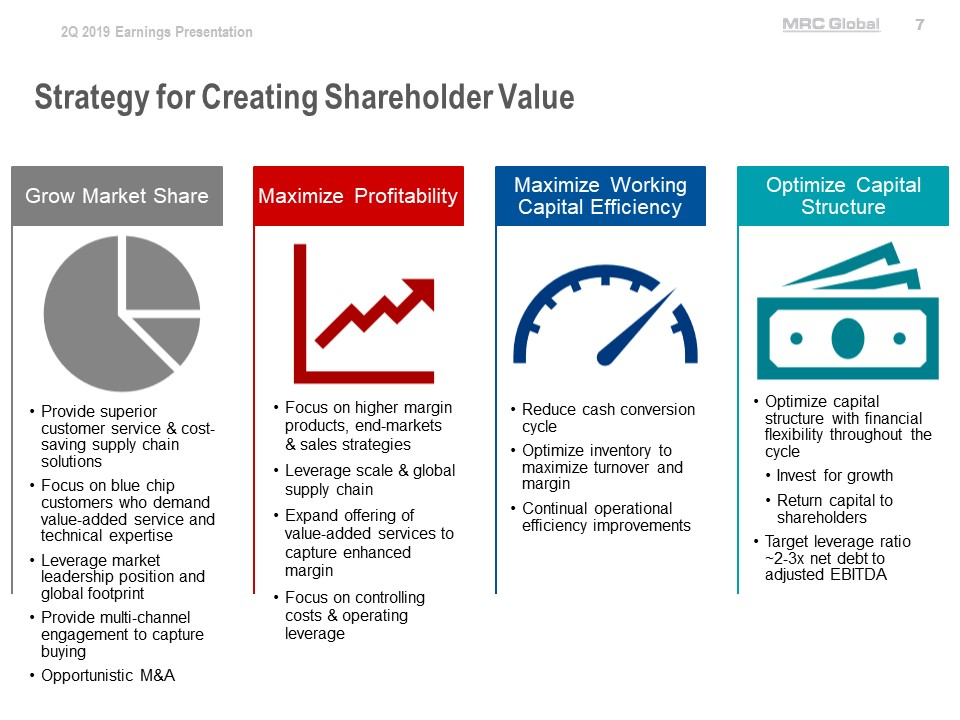 2Q 2019 Earnings Presentation
MRC Global
7
Strategy for Creating Shareholder Value
Grow Market Share
• Provide superior
customer service & cost-
saving supply chain
solutions
• Focus on blue chip
customers who demand
value-added service and
technical expertise
• Leverage market
leadership position and
global footprint
• Provide multi-channel
engagement to capture
buying
• Opportunistic M&A
Maximize Profitability
• Focus on higher margin
products, end-markets
& sales strategies
• Leverage scale & global
supply chain
• Expand offering of
value-added services to
capture enhanced
margin
• Focus on controlling
costs & operating
leverage
Maximize Working
Capital Efficiency
• Reduce cash conversion
cycle
• Optimize inventory to
maximize turnover and
margin
• Continual operational
efficiency improvements
Optimize Capital
Structure
• Optimize capital
structure with financial
flexibility throughout the
cycle
• Invest for growth
• Return capital to
shareholders
• Target leverage ratio
~2-3x net debt to
adjusted EBITDA